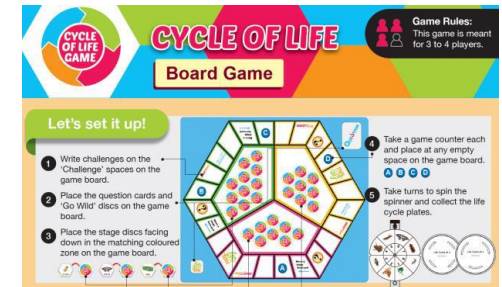 CYCLE
OF LIFE
GAME
CYCLE OF LIFE
Board Game
Game Rules:
This game is meant
for 3 to 4 players.
Let's set it up!
1 Write challenges on the
'Challenge' spaces on the
game board.
2 Place the question cards and
'Go Wild' discs on the game
board.
3 Place the stage discs facing
down in the matching coloured
zone on the game board.
C
D
B
A
4 Take a game counter each
and place at any empty
space on the game board.
A B C D
5 Take turns to spin the
spinner and collect the life
cycle plates.